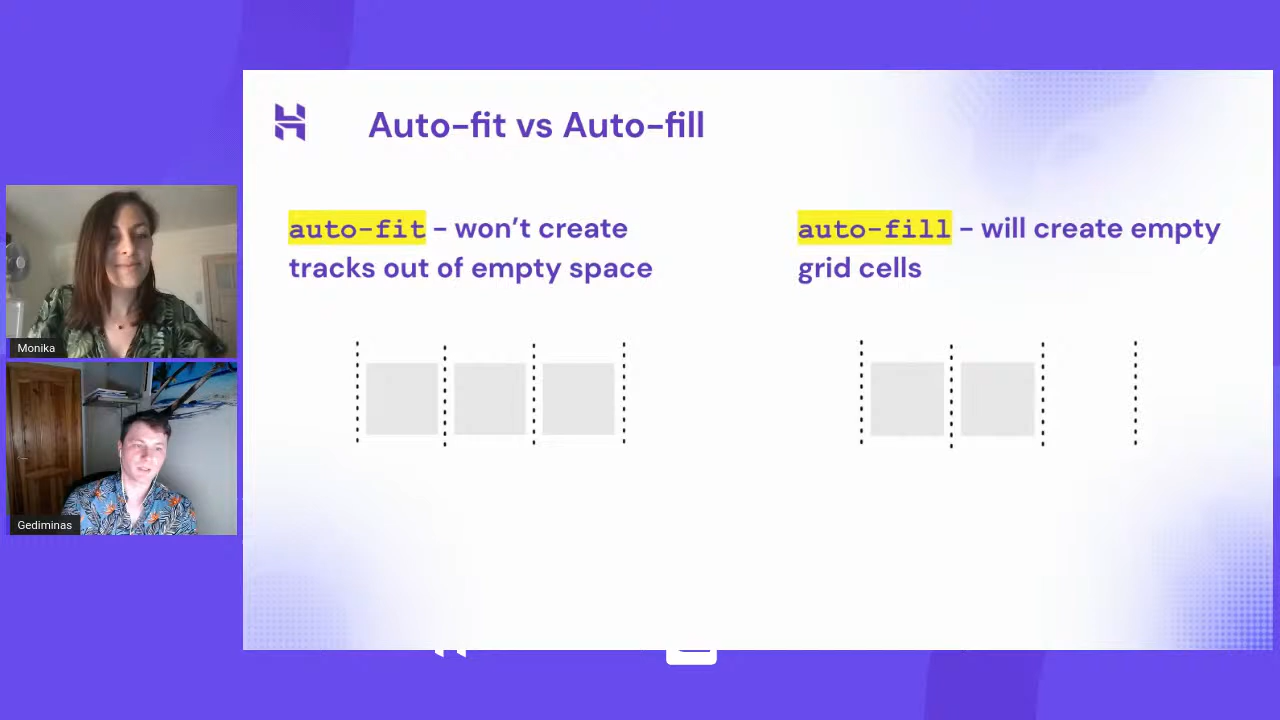 Auto-fit vs Auto-fill
auto-fit - won't create
tracks out of empty space
auto-fill - will create empty
grid cells
Monika
Gediminas